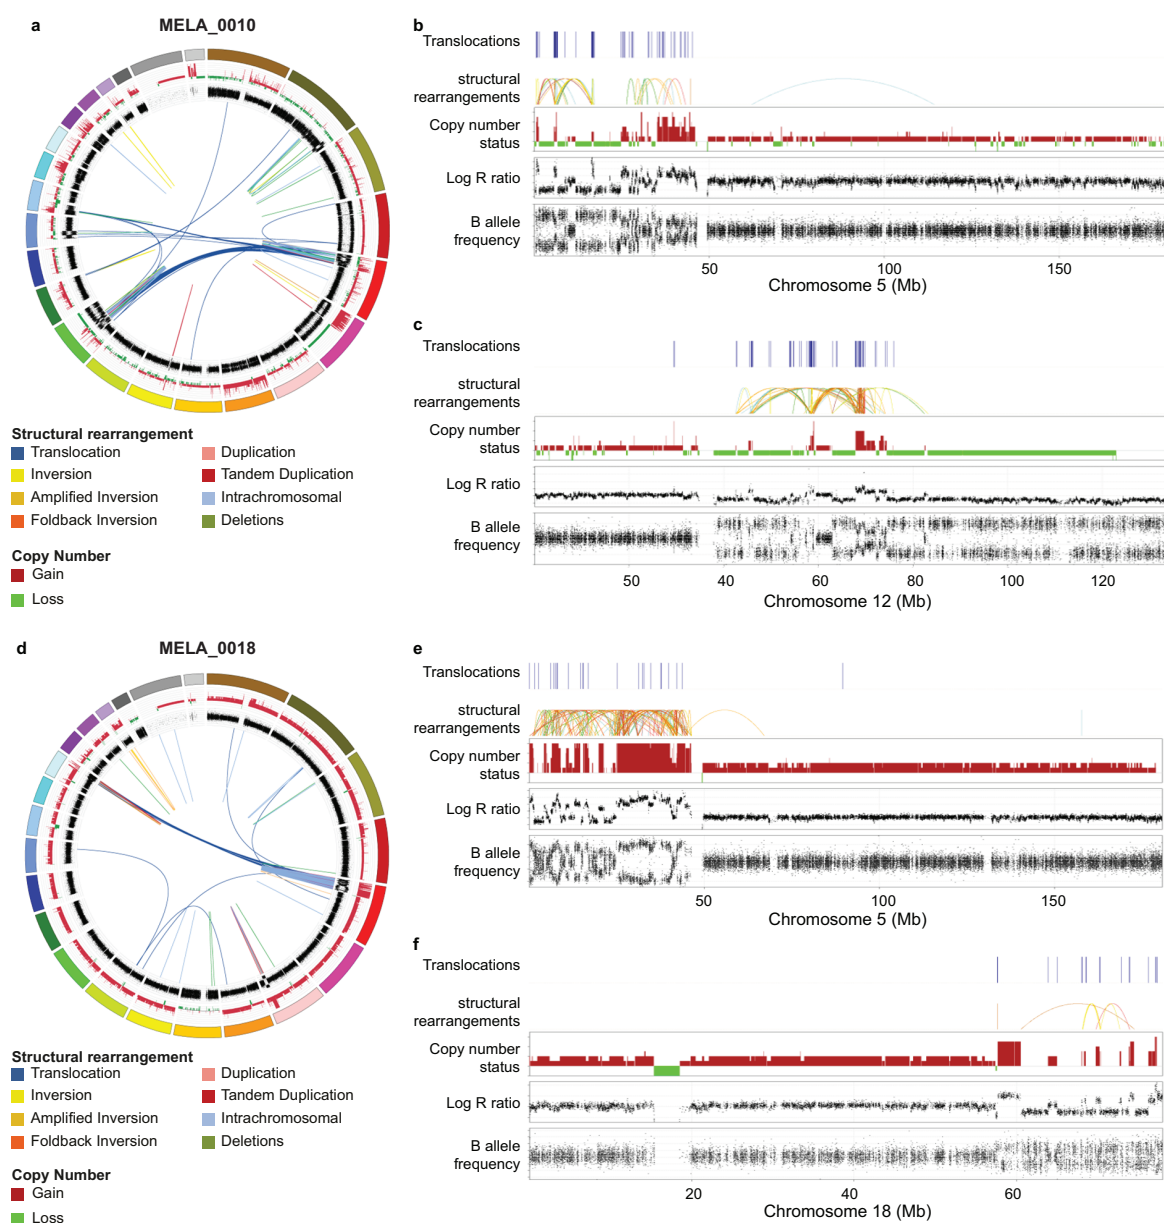 a
MELA_0010
Structural rearrangement
Translocation
Duplication
Inversion
Tandem Duplication
Amplified Inversion
Intrachromosomal
Foldback Inversion
Deletions
Copy Number
Gain
Loss
b
Translocations
structural
rearrangements
Copy number
status
Log R ratio
B allele
frequency
50 100 150
Chromosome 5 (Mb)
c
Translocations
structural
rearrangements
Copy number
status
Log R ratio
B allele
frequency
50 40 60 80 100 120
Chromosome 12 (Mb)
d
MELA_0018
Structural rearrangement
Translocation
Duplication
Inversion
Tandem Duplication
Amplified Inversion
Intrachromosomal
Foldback Inversion
Deletions
Copy Number
Gain
Loss
e
Translocations
structural
rearrangements
Copy number
status
Log R ratio
B allele
frequency
50 100 150
Chromosome 5 (Mb)
f
Translocations
structural
rearrangements
Copy number
status
Log R ratio
B allele
frequency
20 40 60
Chromosome 18 (Mb)